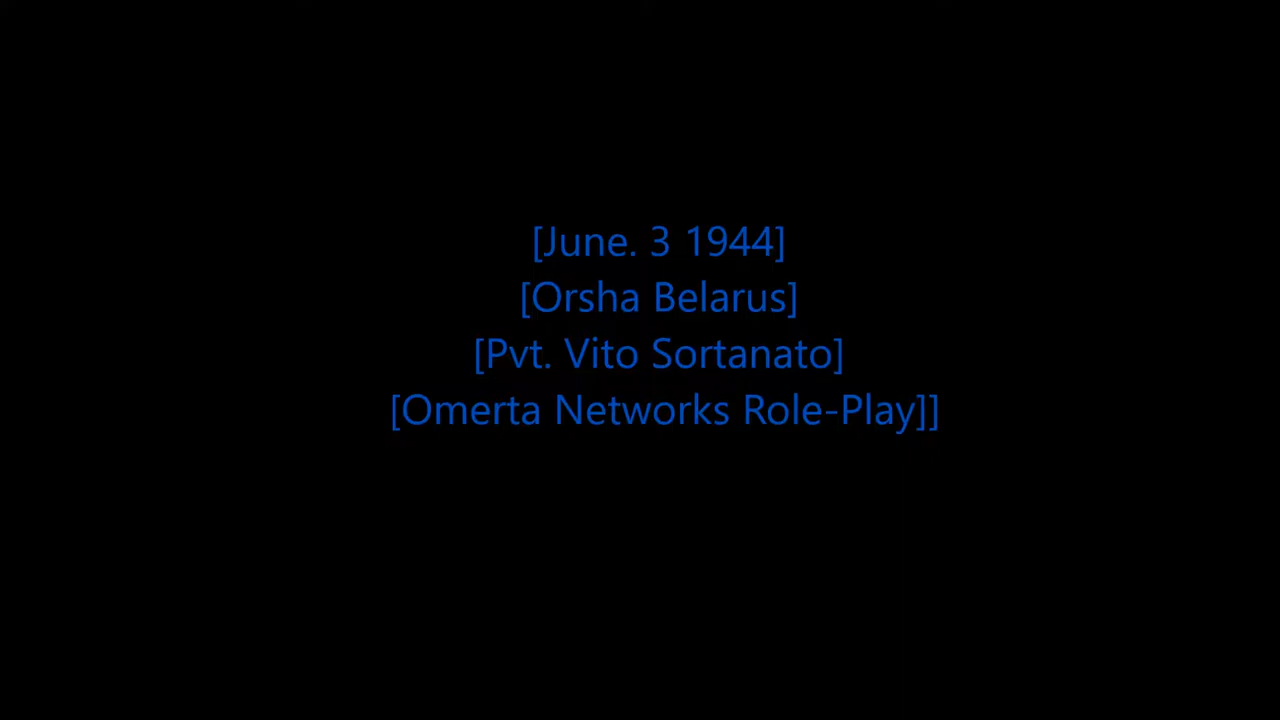 [June. 3 1944]
[Orsha Belarus]
[Pvt. Vito Sortanato]
[Omerta Networks Role-Play]]